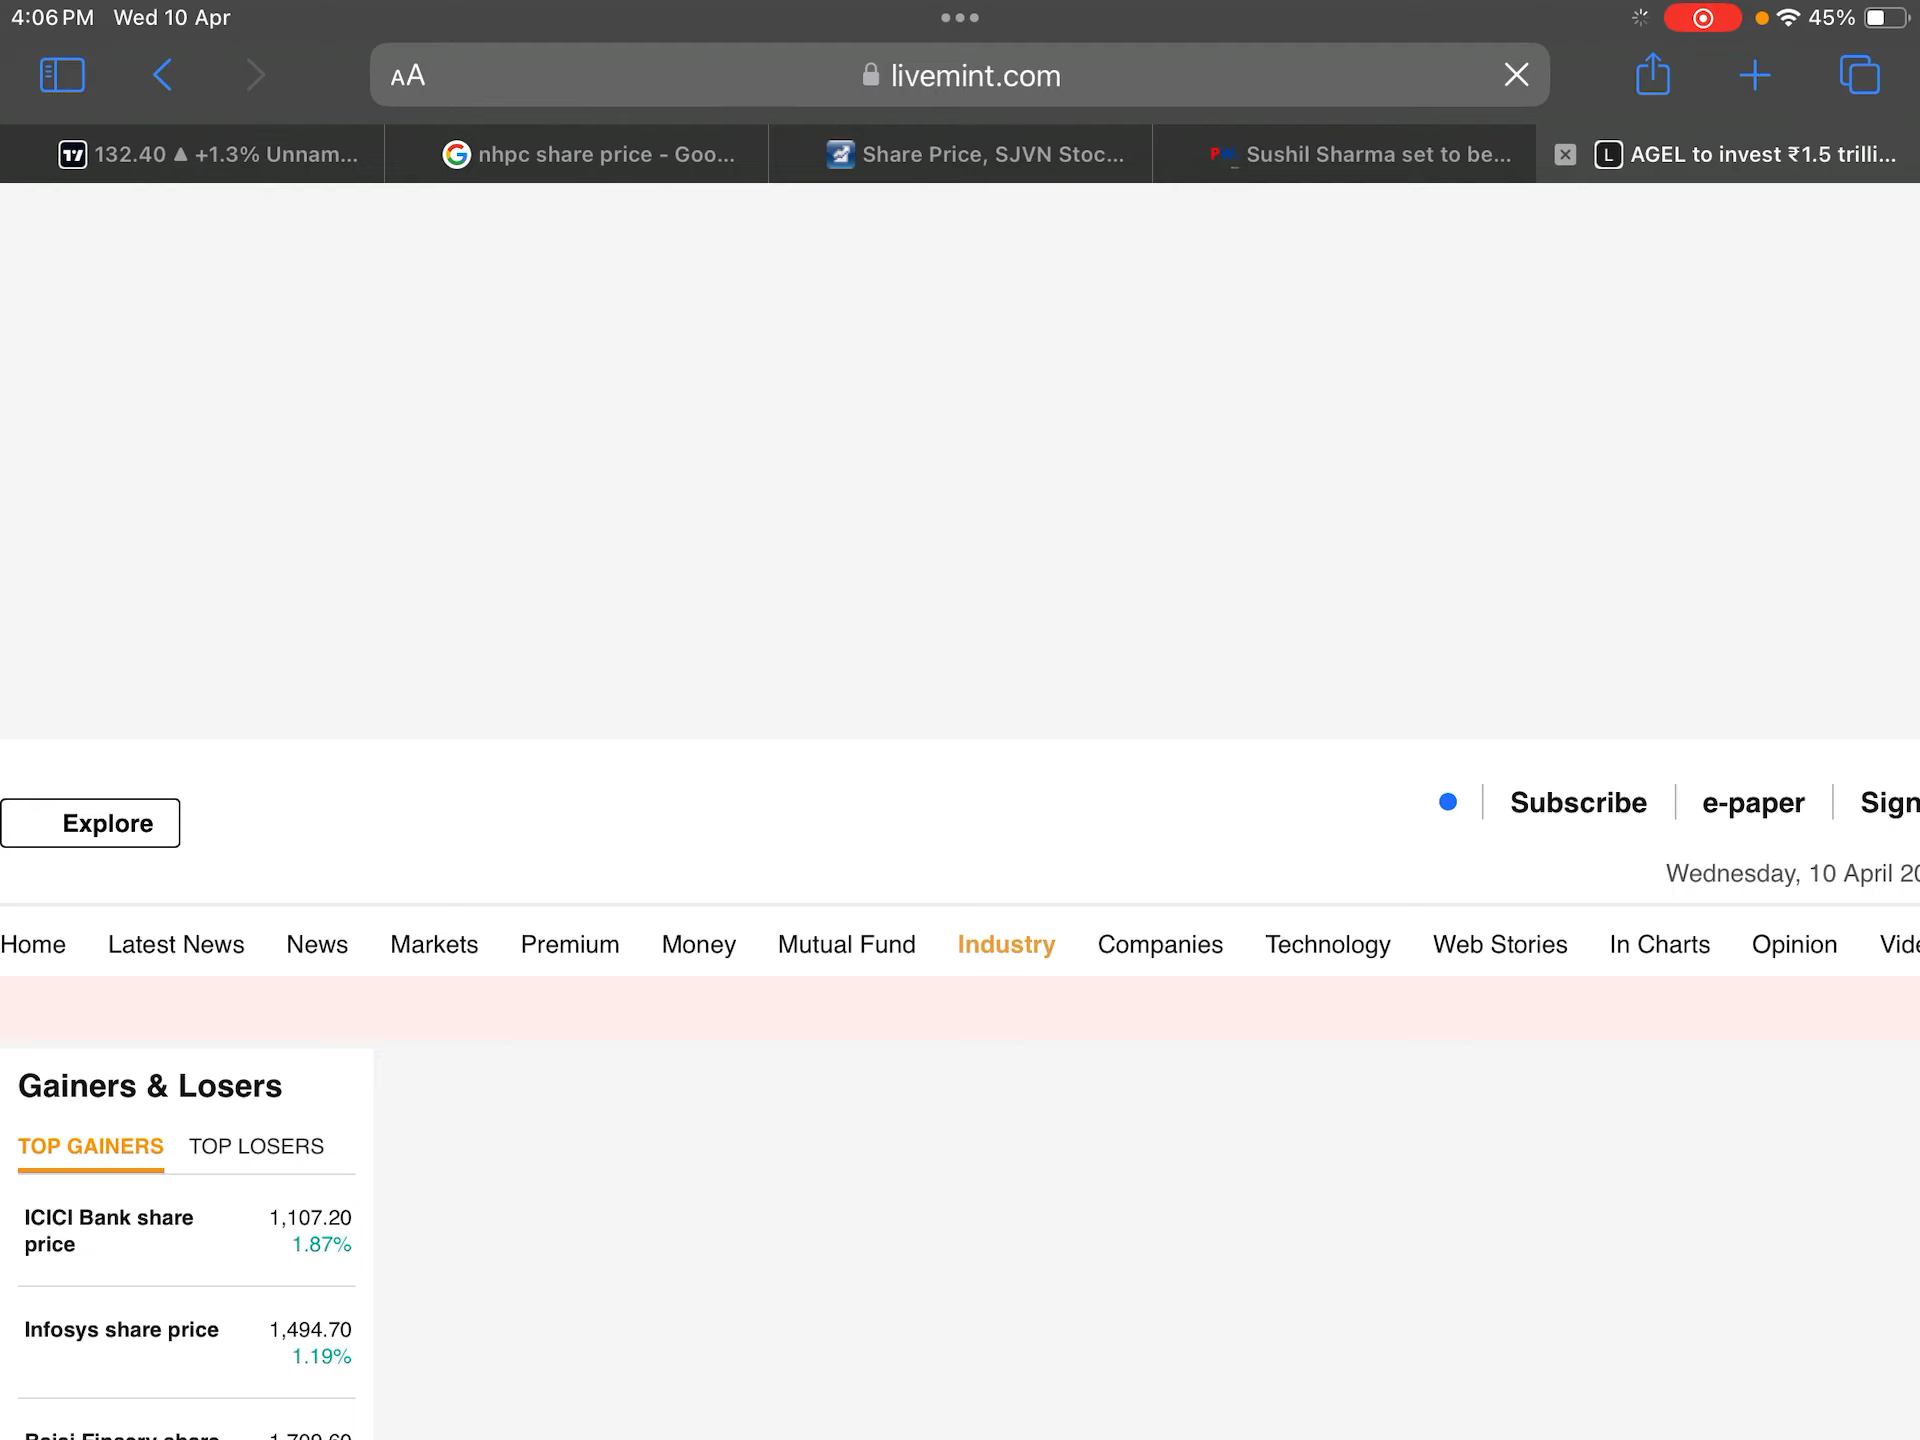 4:06 PM Wed 10 Apr 45%
AA livemint.com
132.40 ▲ +1.3% Unnam... nhpc share price - Goo... Share Price, SJVN Stoc... Sushil Sharma set to be... L AGEL to invest ₹1.5 trilli...
Explore Subscribe e-paper Sign
Wednesday, 10 April 20
Home Latest News News Markets Premium Money Mutual Fund Industry Companies Technology Web Stories In Charts Opinion Vide
Gainers & Losers
TOP GAINERS TOP LOSERS
ICICI Bank share 1,107.20
price 1.87%
Infosys share price 1,494.70
1.19%